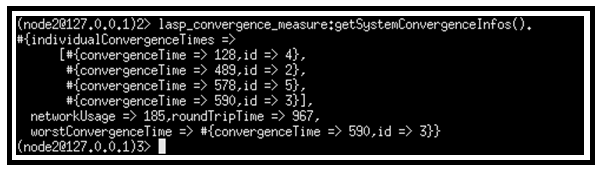 (node2@127.0.0.1)2> lasp_convergence_measure:getSystemConvergenceInfos().
#{individualConvergenceTimes =>
[#{convergenceTime => 128,id => 4},
#{convergenceTime => 489,id => 2},
#{convergenceTime => 578,id => 5},
#{convergenceTime => 590,id => 3}],
networkUsage => 185,roundTripTime => 967,
worstConvergenceTime => #{convergenceTime => 590,id => 3}}
(node2@127.0.0.1)3>